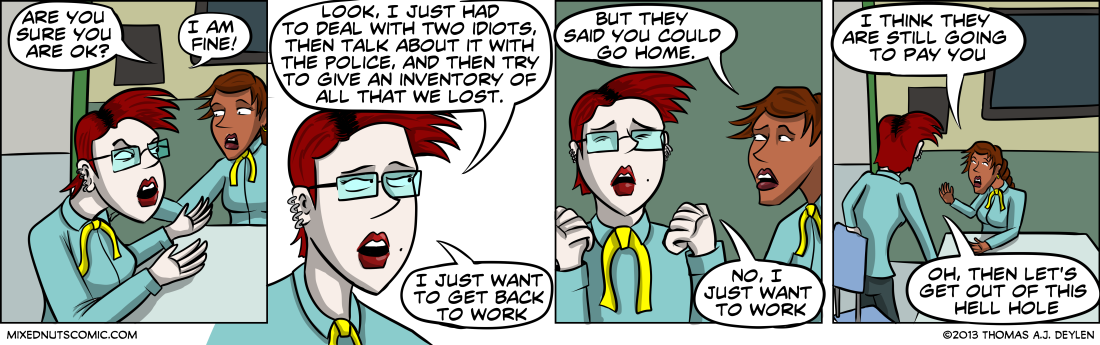 ARE YOU
SURE YOU
ARE OK?
I AM
FINE!
LOOK, I JUST HAD
TO DEAL WITH TWO IDIOTS,
THEN TALK ABOUT IT WITH
THE POLICE, AND THEN TRY
TO GIVE AN INVENTORY OF
ALL THAT WE LOST.
I JUST WANT
TO GET BACK
TO WORK
BUT THEY
SAID YOU COULD
GO HOME.
NO, I
JUST WANT
TO WORK
I THINK THEY
ARE STILL GOING
TO PAY YOU
OH, THEN LET'S
GET OUT OF THIS
HELL HOLE
MIXEDNUTSCOMIC.COM
©2013 THOMAS A.J. DEYLEN